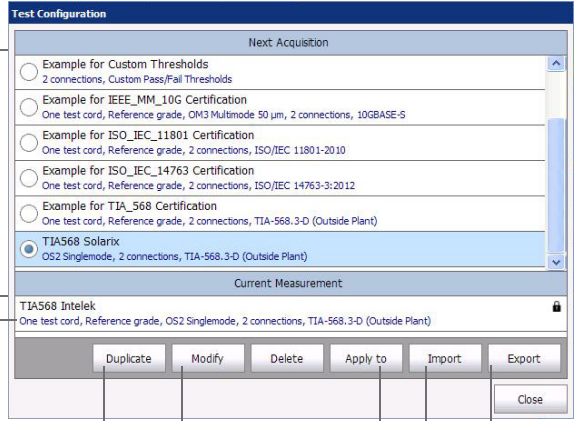 Test Configuration
Next Acquisition
Example for Custom Thresholds
2 connections, Custom Pass/Fail Thresholds
Example for IEEE_MM_10G Certification
One test cord, Reference grade, OM3 Multimode 50 µm, 2 connections, 10GBASE-S
Example for ISO_IEC_11801 Certification
One test cord, Reference grade, 2 connections, ISO/IEC 11801-2010
Example for ISO_IEC_14763 Certification
One test cord, Reference grade, 2 connections, ISO/IEC 14763-3:2012
Example for TIA_568 Certification
One test cord, Reference grade, 2 connections, TIA-568.3-D (Outside Plant)
TIA568 Solarix
OS2 Singlemode, 2 connections, TIA-568.3-D (Outside Plant)
Current Measurement
TIA568 Intelek
One test cord, Reference grade, OS2 Singlemode, 2 connections, TIA-568.3-D (Outside Plant)
Duplicate Modify Delete Apply to Import Export
Close